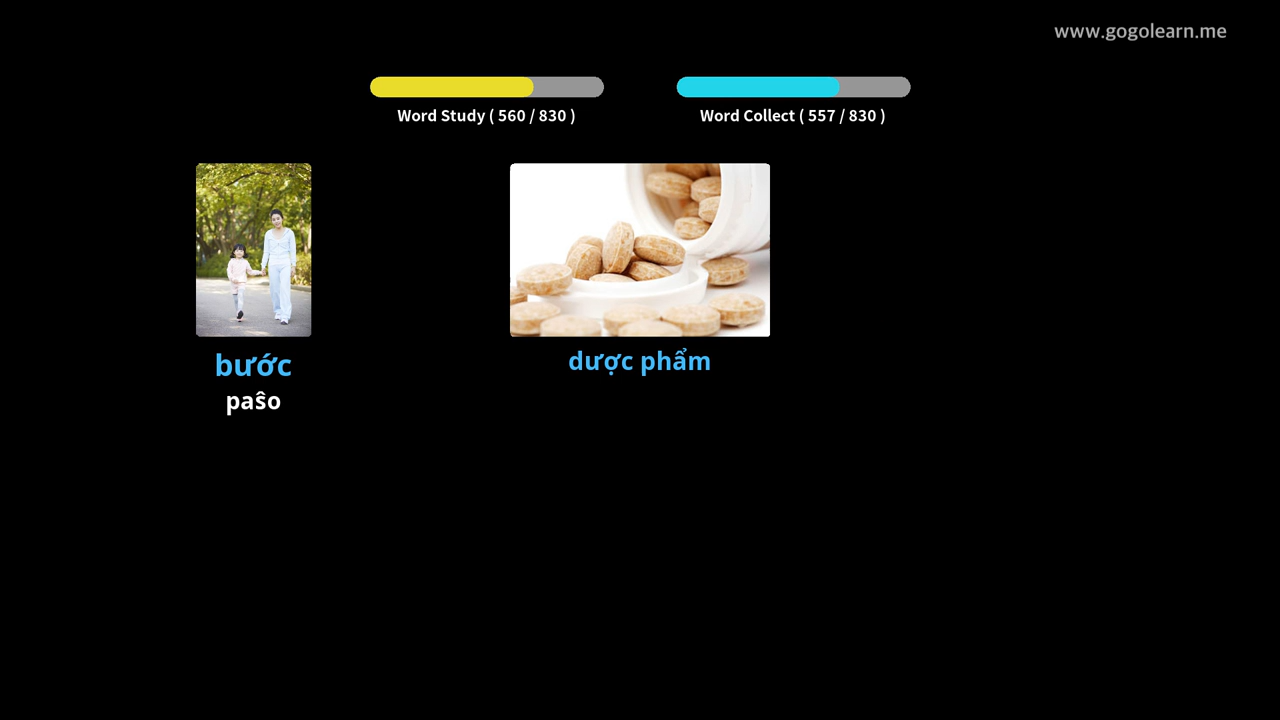 www.gogolearn.me
Word Study ( 560 / 830 )
Word Collect ( 557 / 830 )
bước
paŝo
dược phẩm